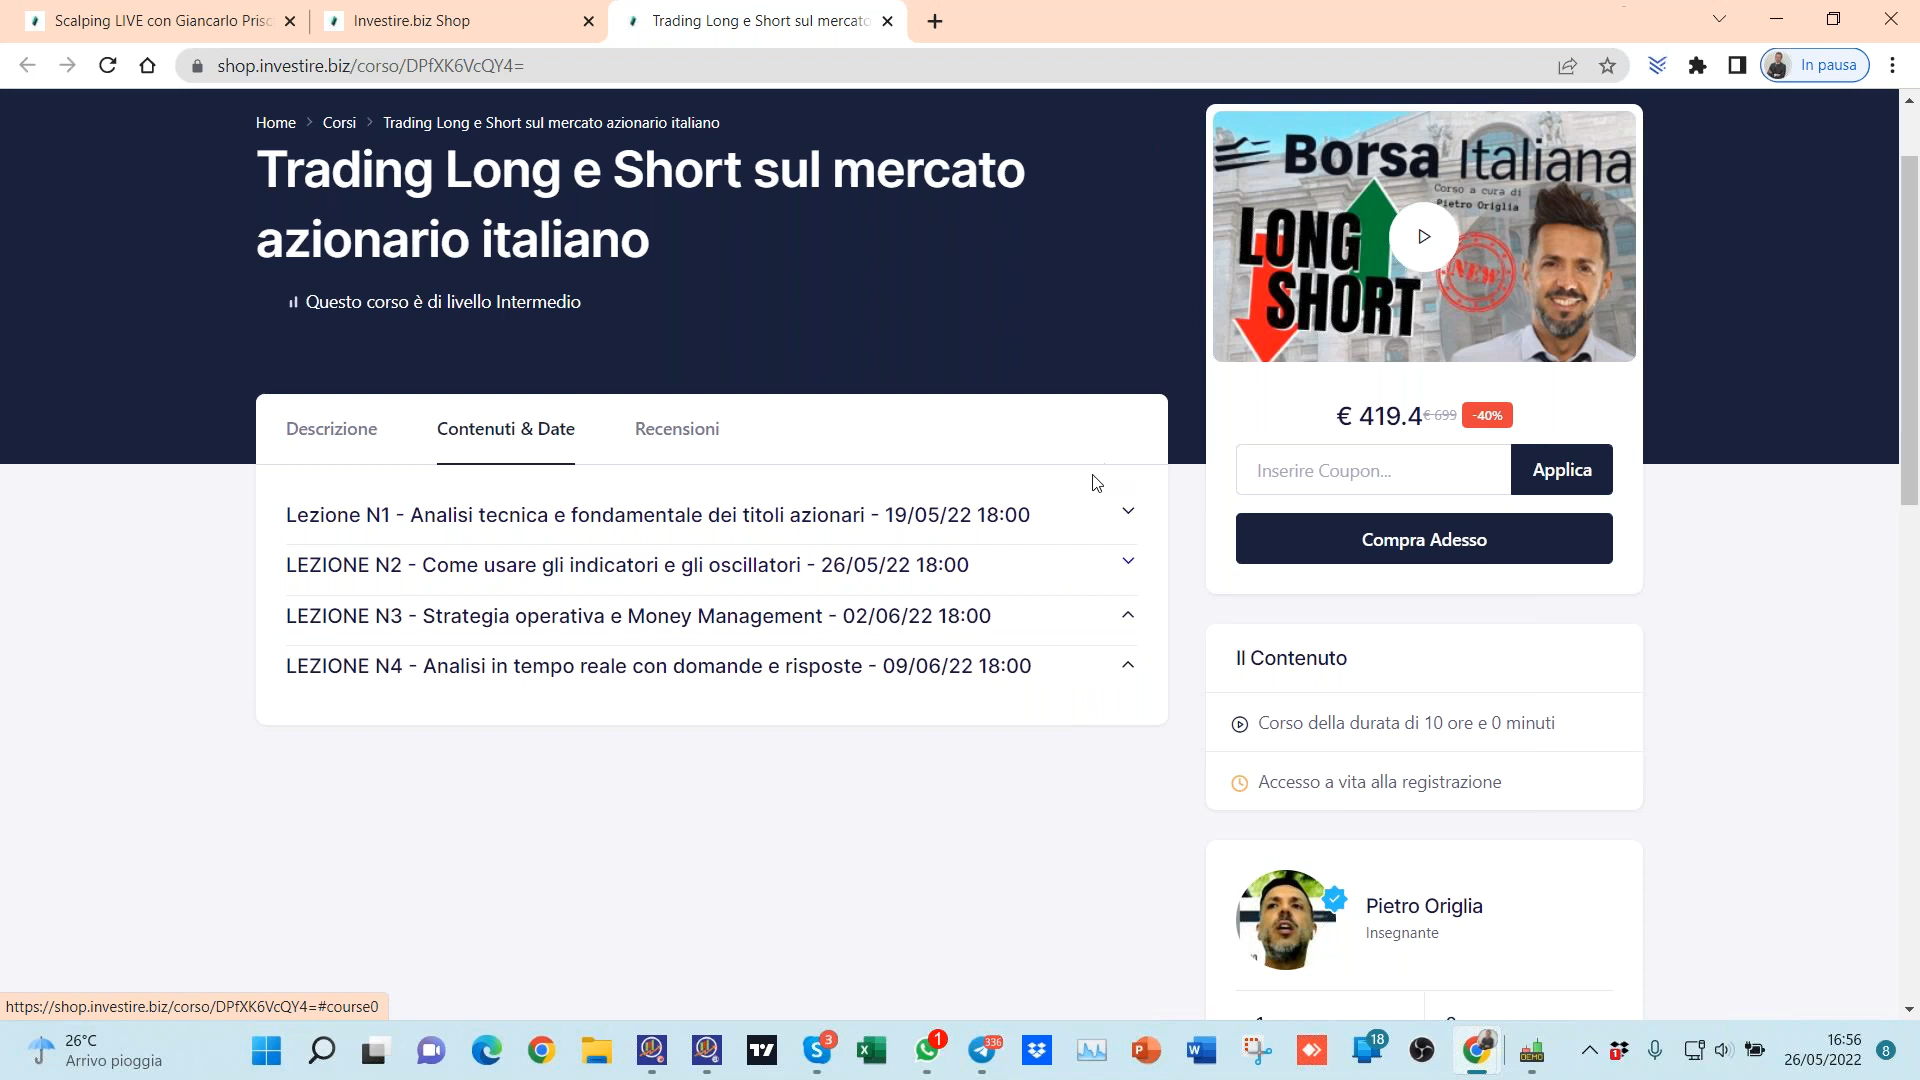 Scalping LIVE con Giancarlo Prisc
Investire.biz Shop
Trading Long e Short sul mercato
shop.investire.biz/corso/DPfXK6VcQY4=
In pausa
Home > Corsi > Trading Long e Short sul mercato azionario italiano
Trading Long e Short sul mercato
azionario italiano
Questo corso è di livello Intermedio
Borsa Italiana
Corso a cura di
Pietro Origlia
LONG
SHORT
NEW
€ 419.4 € 699 -40%
Inserire Coupon...
Applica
Compra Adesso
Descrizione
Contenuti & Date
Recensioni
Lezione N1 - Analisi tecnica e fondamentale dei titoli azionari - 19/05/22 18:00
LEZIONE N2 - Come usare gli indicatori e gli oscillatori - 26/05/22 18:00
LEZIONE N3 - Strategia operativa e Money Management - 02/06/22 18:00
LEZIONE N4 - Analisi in tempo reale con domande e risposte - 09/06/22 18:00
Il Contenuto
Corso della durata di 10 ore e 0 minuti
Accesso a vita alla registrazione
Pietro Origlia
Insegnante
https://shop.investire.biz/corso/DPfXK6VcQY4=#course0
26°C
Arrivo pioggia
3
1
336
18
DEMO
1
16:56
26/05/2022
8